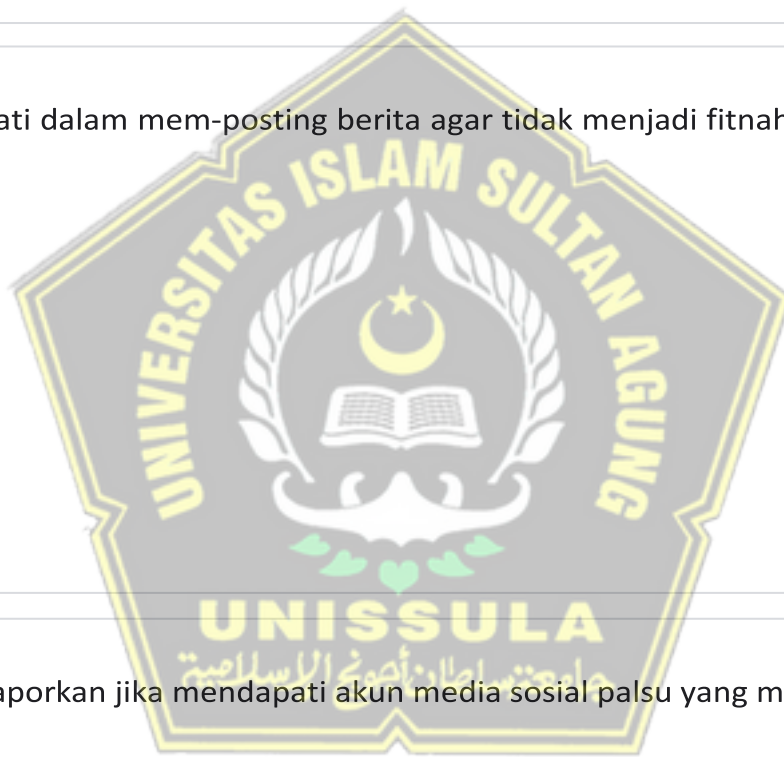 ati dalam mem-posting berita agar tidak menjadi fitnah
UNIVERSITAS ISLAM SULTAN AGUNG
UNISSULA
جامعة سلطان أجونج الإسلامية
aporkan jika mendapati akun media sosial palsu yang m